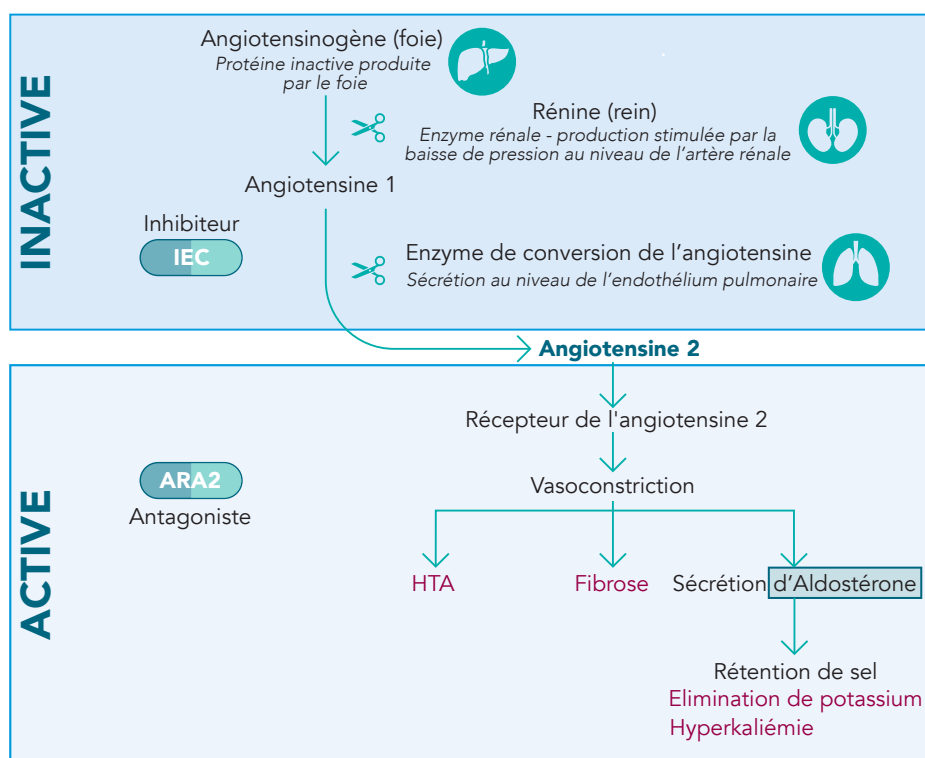 INACTIVE
Angiotensinogène (foie)
Protéine inactive produite
par le foie
Rénine (rein)
Enzyme rénale - production stimulée par la
baisse de pression au niveau de l'artère rénale
Angiotensine 1
Inhibiteur
IEC
Enzyme de conversion de l'angiotensine
Sécrétion au niveau de l'endothélium pulmonaire
Angiotensine 2
ACTIVE
Récepteur de l'angiotensine 2
ARA2
Antagoniste
Vasoconstriction
HTA
Fibrose
Sécrétion d'Aldostérone
Rétention de sel
Elimination de potassium
Hyperkaliémie